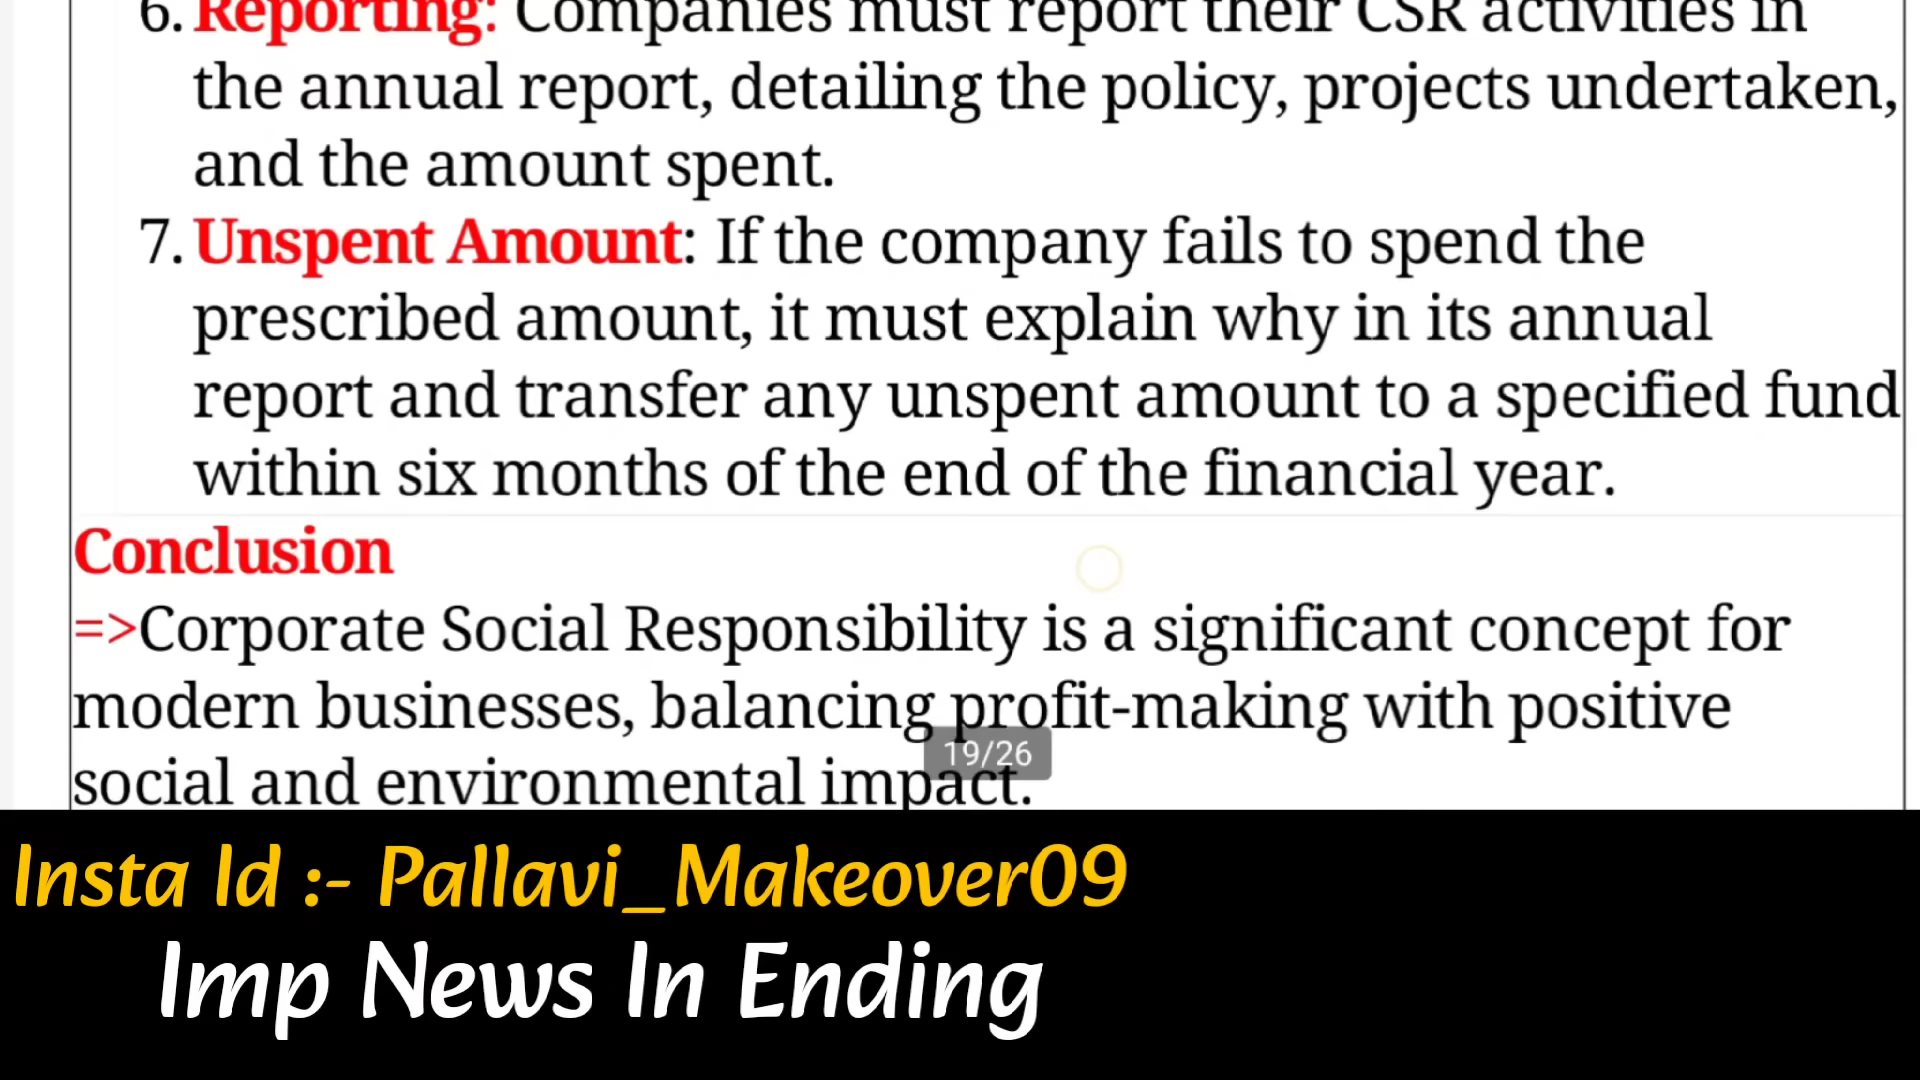 6. Reporting: Companies must report their CSR activities in
the annual report, detailing the policy, projects undertaken,
and the amount spent.
7. Unspent Amount: If the company fails to spend the
prescribed amount, it must explain why in its annual
report and transfer any unspent amount to a specified fund
within six months of the end of the financial year.
Conclusion
=>Corporate Social Responsibility is a significant concept for
modern businesses, balancing profit-making with positive
social and environmental impact.
19/26
Insta Id :- Pallavi_Makeover09
Imp News In Ending